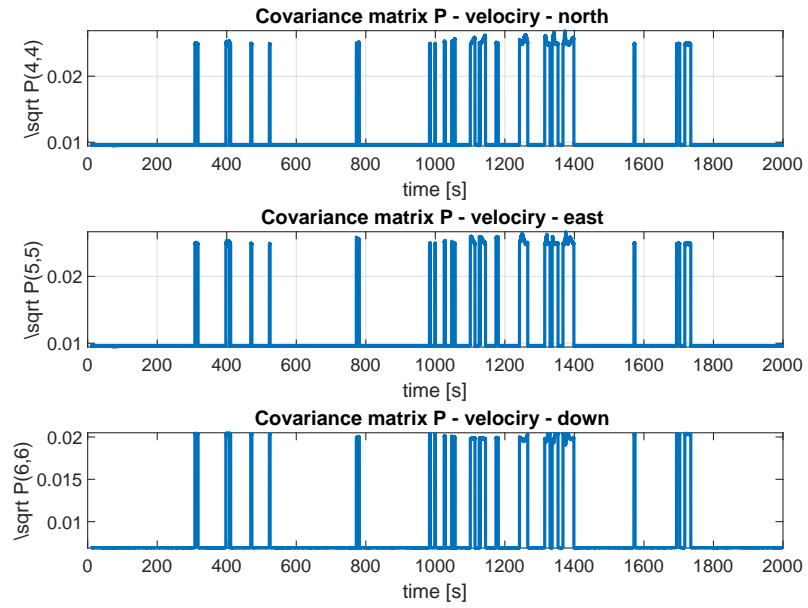 Covariance matrix P - velociry - north
\sqrt P(4,4)
0.02
0.01
0 200 400 600 800 1000 1200 1400 1600 1800 2000
time [s]
Covariance matrix P - velociry - east
\sqrt P(5,5)
0.02
0.01
0 200 400 600 800 1000 1200 1400 1600 1800 2000
time [s]
Covariance matrix P - velociry - down
\sqrt P(6,6)
0.02
0.015
0.01
0 200 400 600 800 1000 1200 1400 1600 1800 2000
time [s]